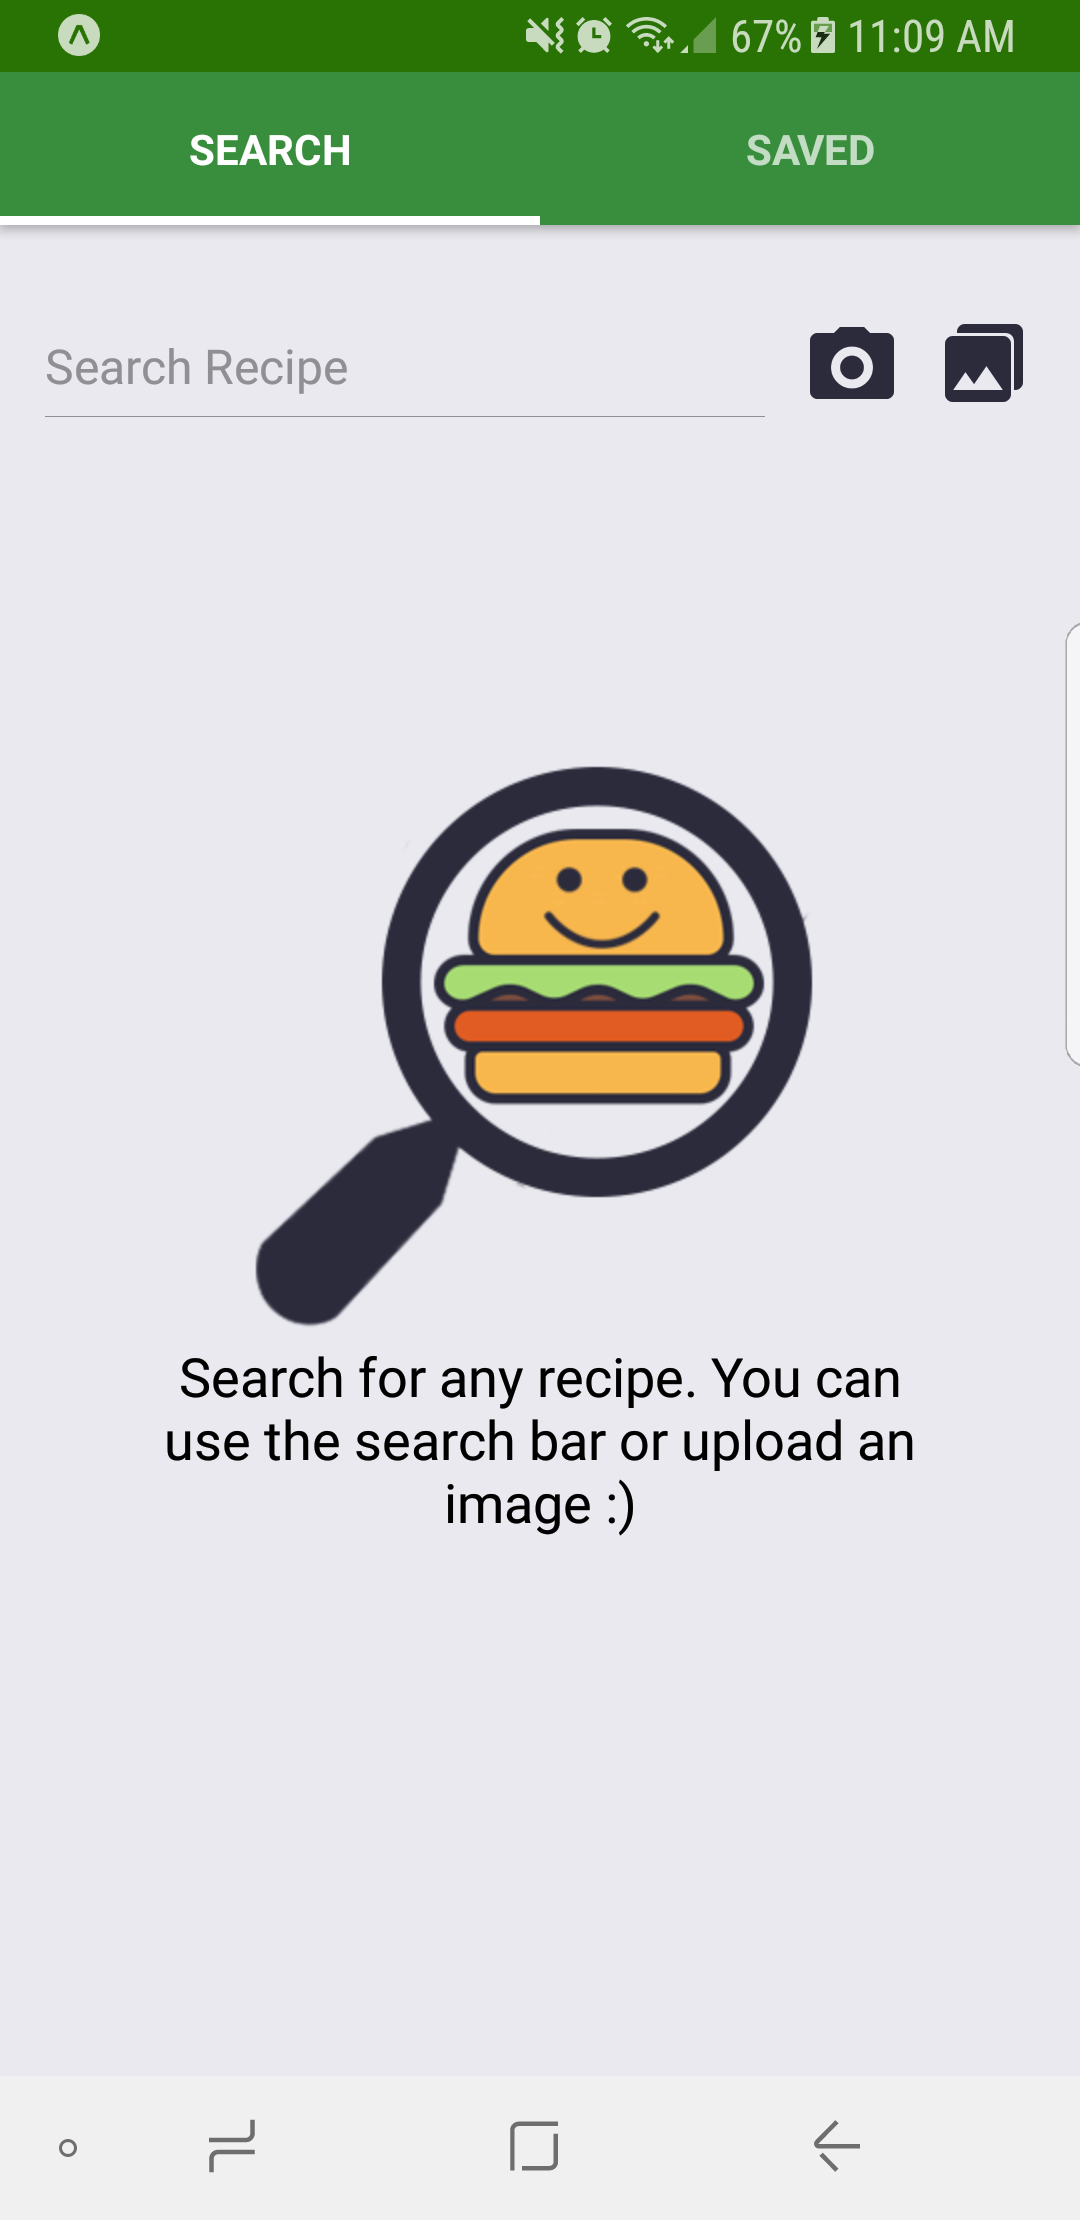 67% 11:09 AM
SEARCH SAVED
Search Recipe
Search for any recipe. You can
use the search bar or upload an
image :)